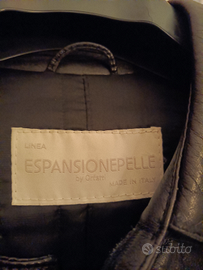 LINEA
ESPANSIONEPELLE
MADE IN ITALY
subito